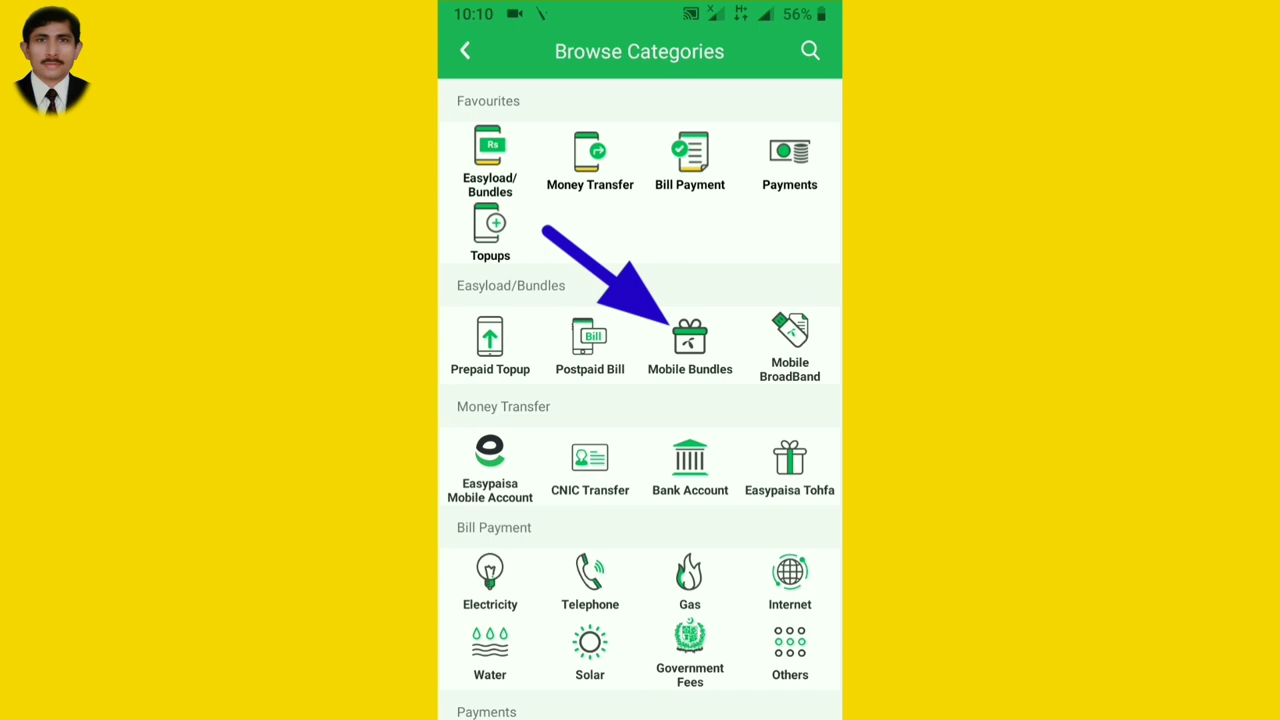 10:10 X H+ 56%
Browse Categories
Favourites
Rs
Easyload/
Bundles
Money Transfer
Bill Payment
Payments
Topups
Easyload/Bundles
Prepaid Topup
Bill
Postpaid Bill
Mobile Bundles
Mobile
BroadBand
Money Transfer
Easypaisa
Mobile Account
CNIC Transfer
Bank Account
Easypaisa Tohfa
Bill Payment
Electricity
Telephone
Gas
Internet
Water
Solar
Government
Fees
Others
Payments